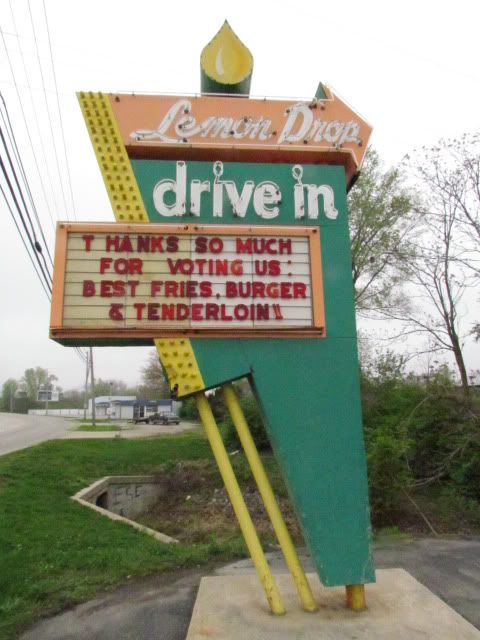 Lemon Drop
drive in
THANKS SO MUCH
FOR VOTING US:
BEST FRIES, BURGER
& TENDERLOIN!!